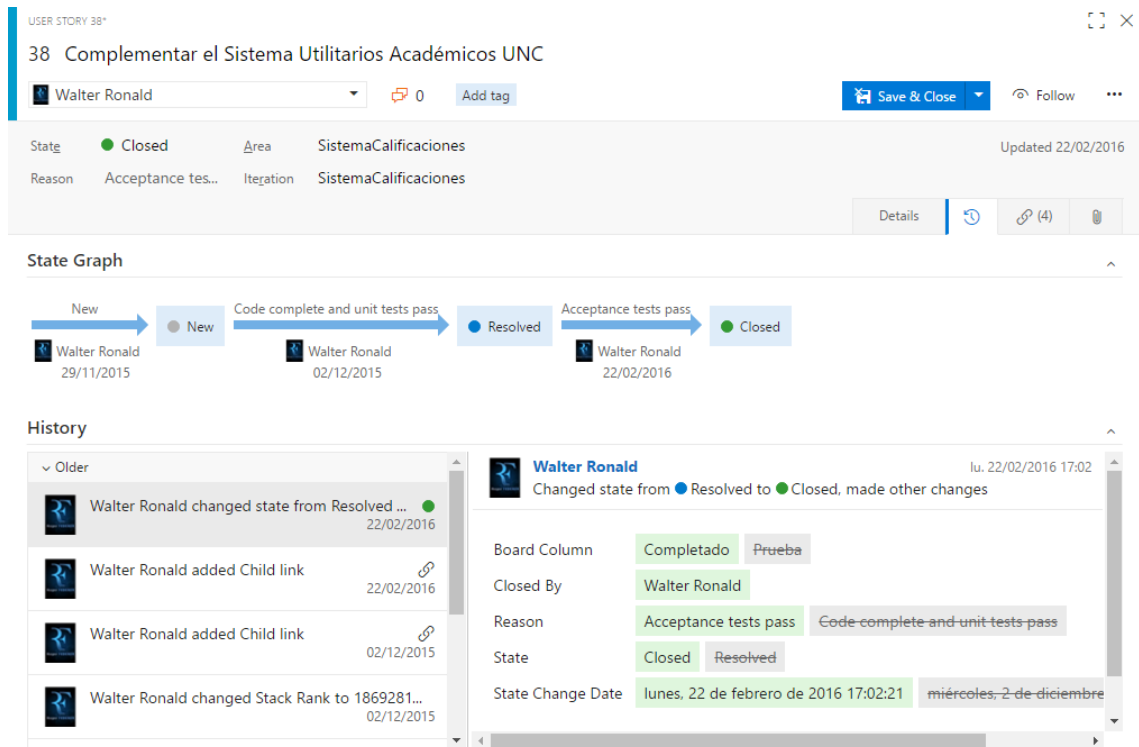 USER STORY 38*
38 Complementar el Sistema Utilitarios Académicos UNC
Walter Ronald 0 Add tag Save & Close Follow
State Closed Area SistemaCalificaciones Updated 22/02/2016
Reason Acceptance tes... Iteration SistemaCalificaciones
Details (4)
State Graph
New Code complete and unit tests pass Acceptance tests pass
New Resolved Closed
Walter Ronald Walter Ronald Walter Ronald
29/11/2015 02/12/2015 22/02/2016
History
Older
Walter Ronald changed state from Resolved ...
22/02/2016
Walter Ronald added Child link
22/02/2016
Walter Ronald added Child link
02/12/2015
Walter Ronald changed Stack Rank to 1869281...
02/12/2015
Walter Ronald lu. 22/02/2016 17:02
Changed state from Resolved to Closed, made other changes
Board Column Completado Prueba
Closed By Walter Ronald
Reason Acceptance tests pass Code complete and unit tests pass
State Closed Resolved
State Change Date lunes, 22 de febrero de 2016 17:02:21 miércoles, 2 de diciembre